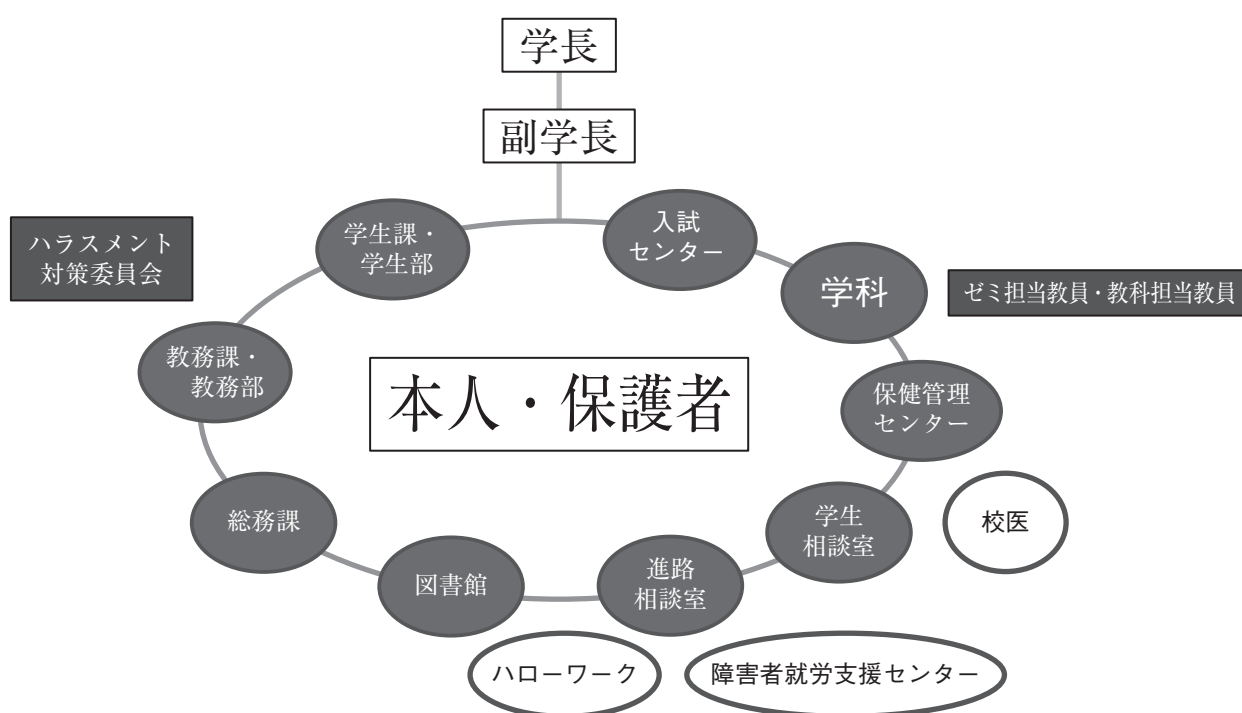 学長
副学長
学生課・
学生部
入試
センター
ハラスメント
対策委員会
学科
ゼミ担当教員・教科担当教員
教務課・
教務部
本人・保護者
保健管理
センター
総務課
学生
相談室
校医
図書館
進路
相談室
ハローワーク
障害者就労支援センター